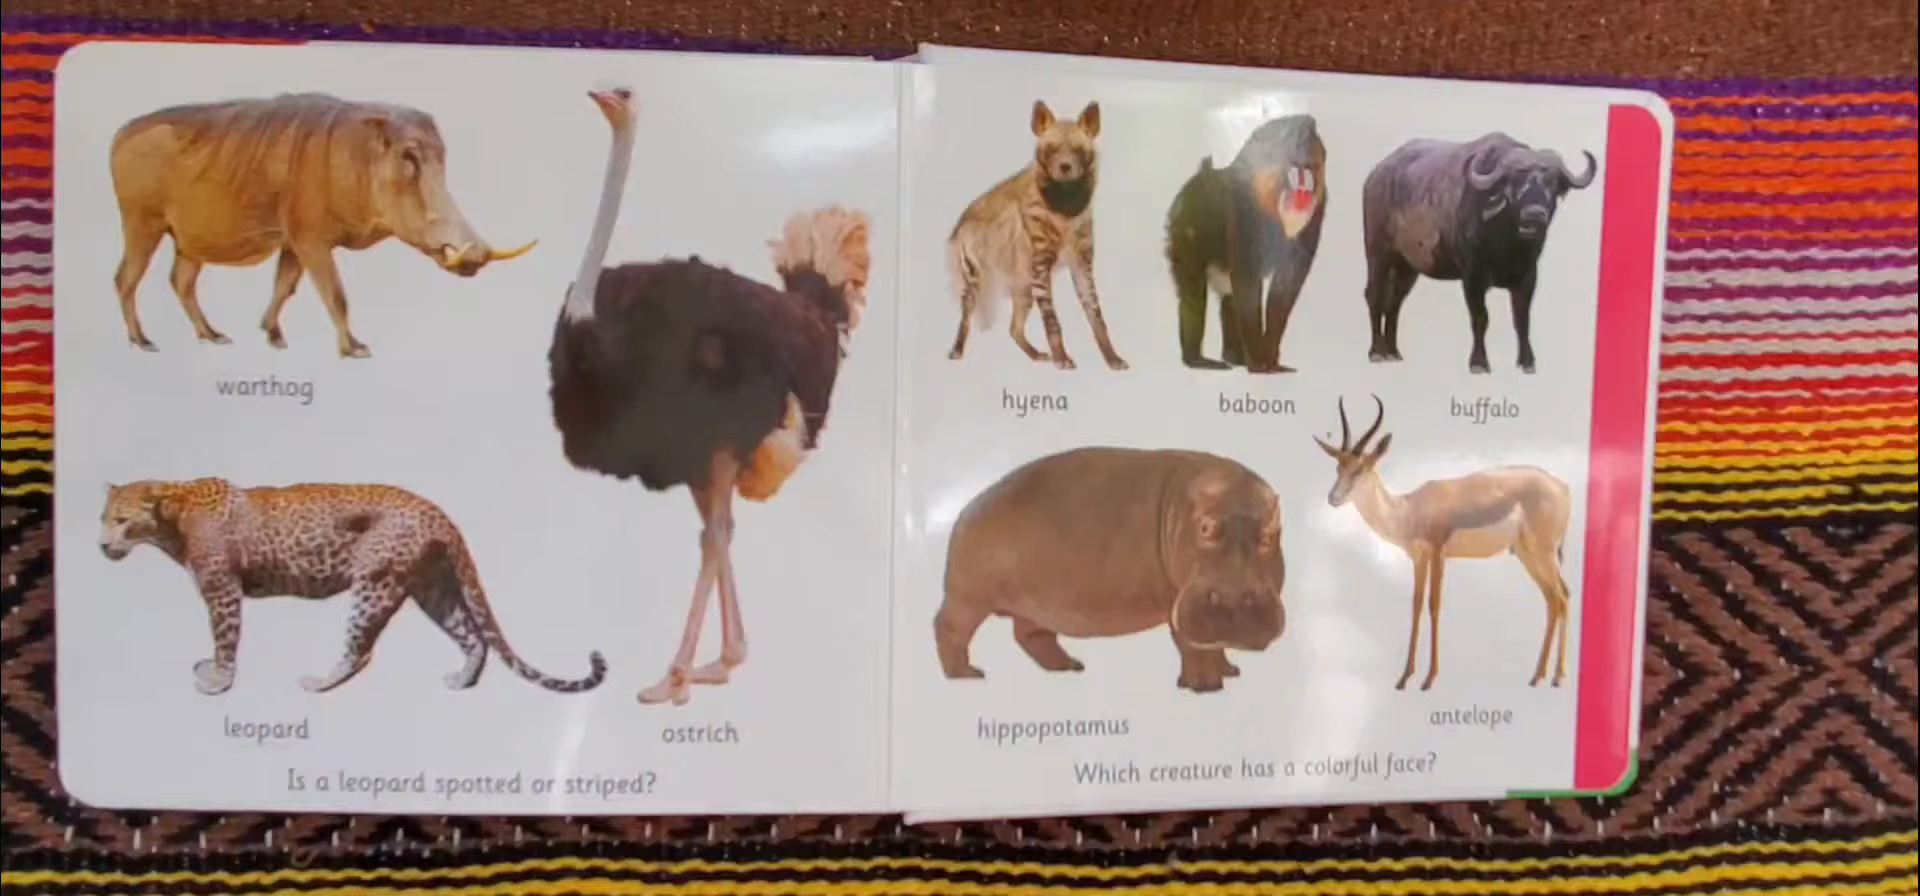 warthog
leopard
ostrich
Is a leopard spotted or striped?
hyena
baboon
buffalo
hippopotamus
antelope
Which creature has a colorful face?